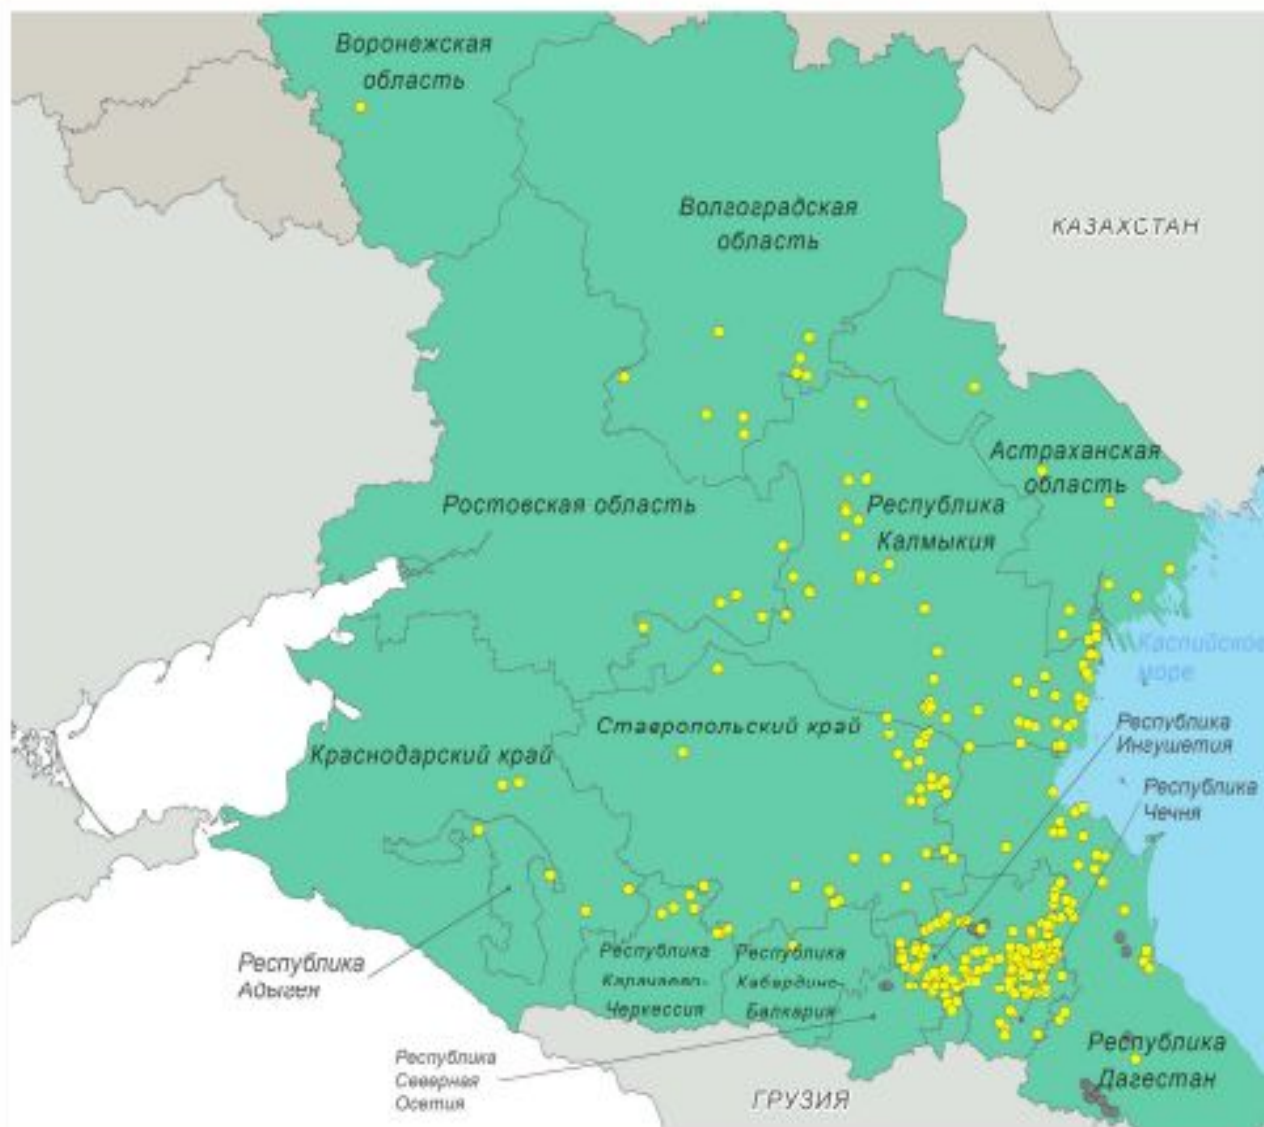 Воронежская
область
Волгоградская
область
КАЗАХСТАН
Астраханская
область
Ростовская область
Республика
Калмыкия
Каспийское
море
Республика
Ингушетия
Ставропольский край
Краснодарский край
Республика
Чечня
Республика
Адыгея
Республика
Карачаево-
Черкессия
Республика
Кабардино-
Балкария
Республика
Северная
Осетия
Республика
Дагестан
ГРУЗИЯ